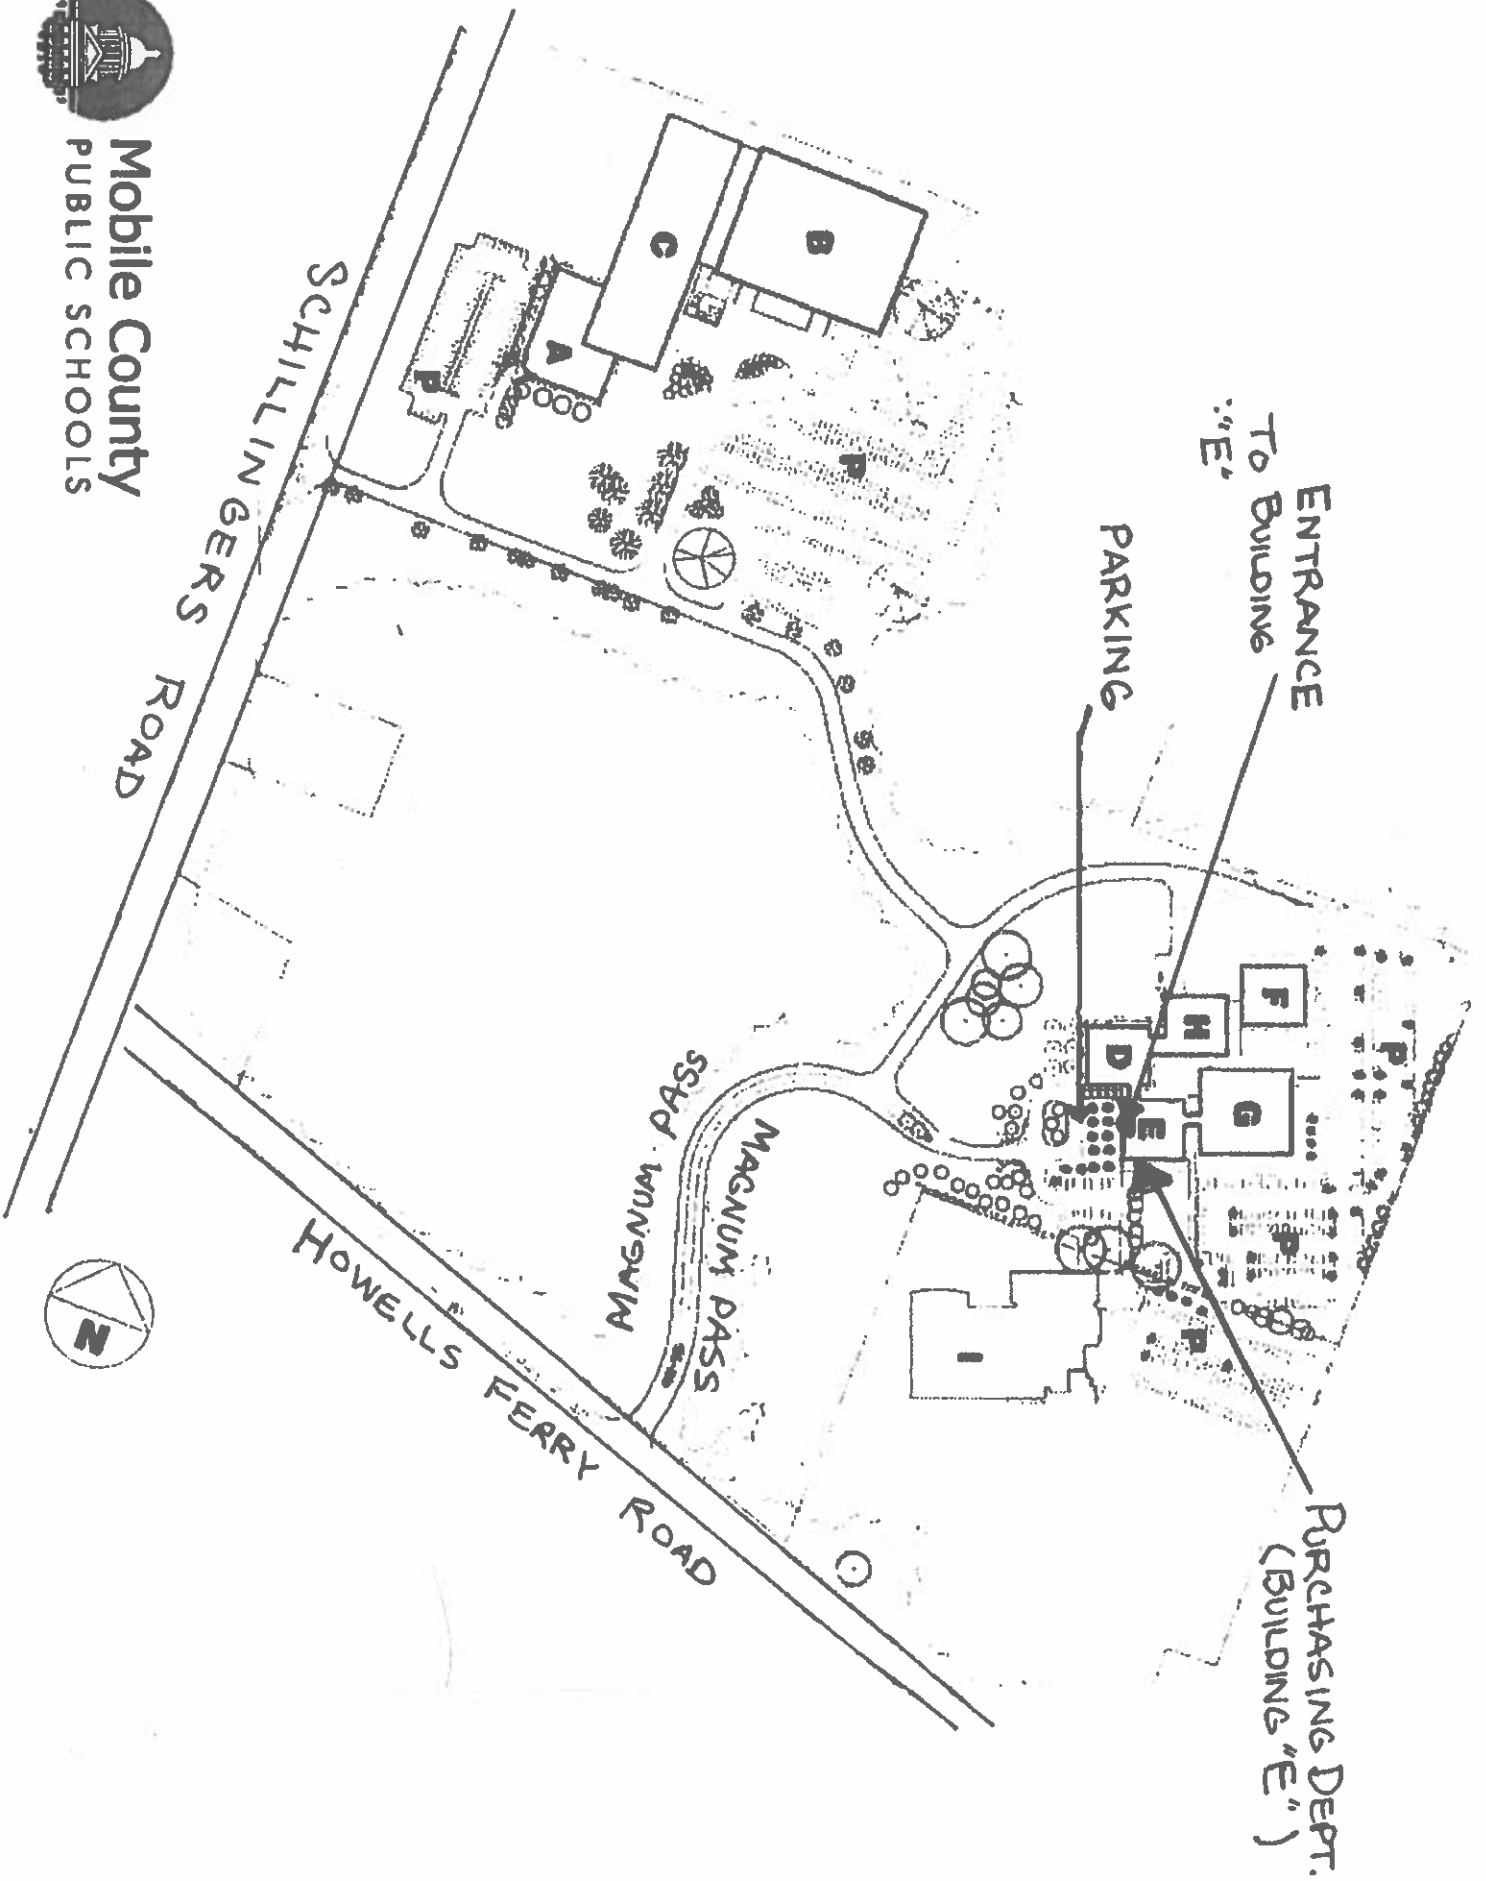 Mobile County
PUBLIC SCHOOLS
PURCHASING DEPT.
(BUILDING "E")
ENTRANCE
TO BUILDING
"E"
PARKING
SCHILLINGERS ROAD
HOWELLS FERRY ROAD
MAGNUM PASS
MAGNUM PASS
A
B
C
D
E
F
G
H
I
P
P
P
P
P
N